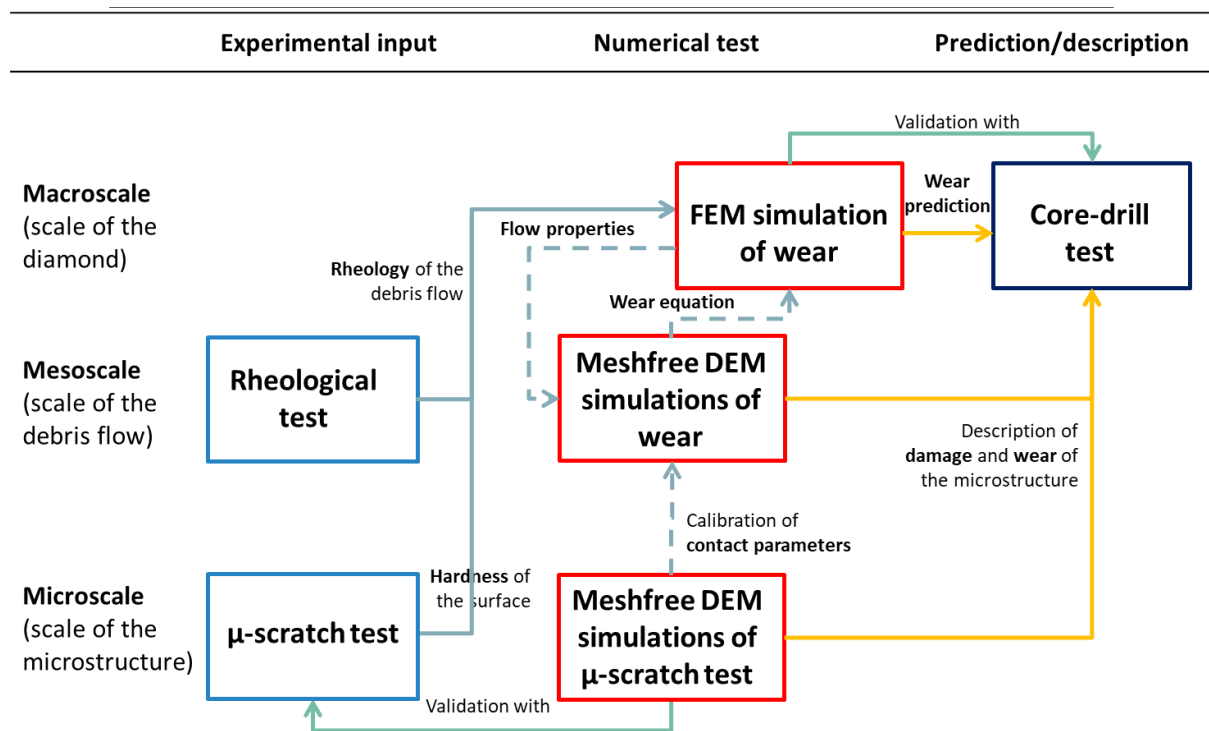 Experimental input
Numerical test
Prediction/description
Validation with
Macroscale
(scale of the
diamond)
FEM simulation
of wear
Wear
prediction
Core-drill
test
Flow properties
Rheology of the
debris flow
Wear equation
Mesoscale
(scale of the
debris flow)
Rheological
test
Meshfree DEM
simulations of
wear
Description of
damage and wear of
the microstructure
Calibration of
contact parameters
Microscale
(scale of the
microstructure)
μ-scratch test
Hardness of
the surface
Meshfree DEM
simulations of
μ-scratch test
Validation with